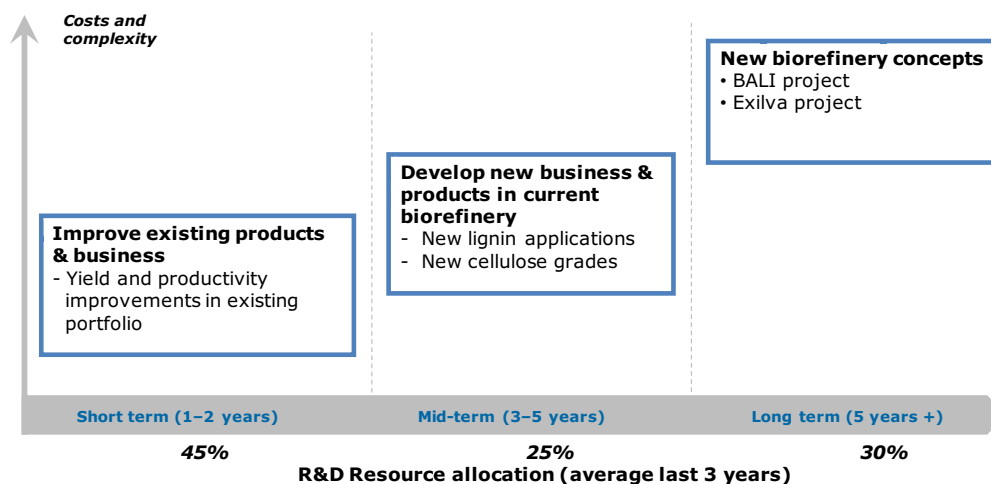 Costs and
complexity
New biorefinery concepts
• BALI project
• Exilva project
Develop new business &
products in current
biorefinery
- New lignin applications
- New cellulose grades
Improve existing products
& business
- Yield and productivity
improvements in existing
portfolio
Short term (1–2 years)
Mid-term (3–5 years)
Long term (5 years +)
45%
25%
30%
R&D Resource allocation (average last 3 years)